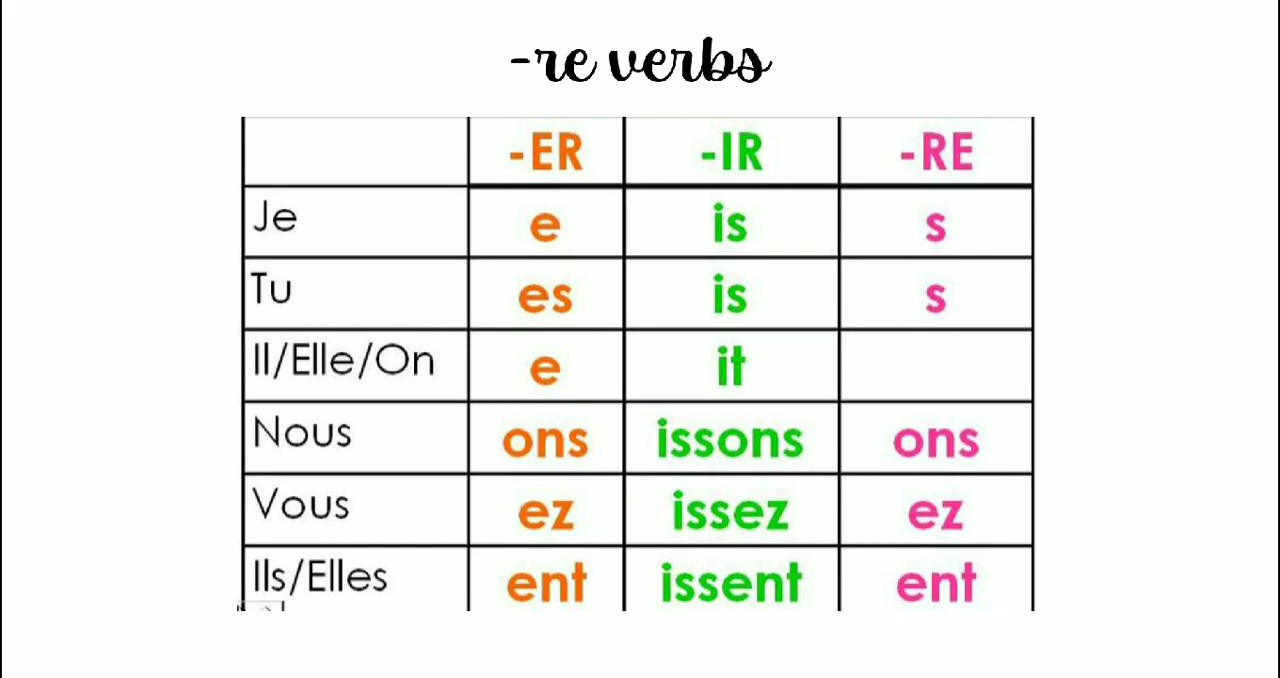 -re verbs
-ER -IR -RE
Je e is s
Tu es is s
Il/Elle/On e it
Nous ons issons ons
Vous ez issez ez
Ils/Elles ent issent ent